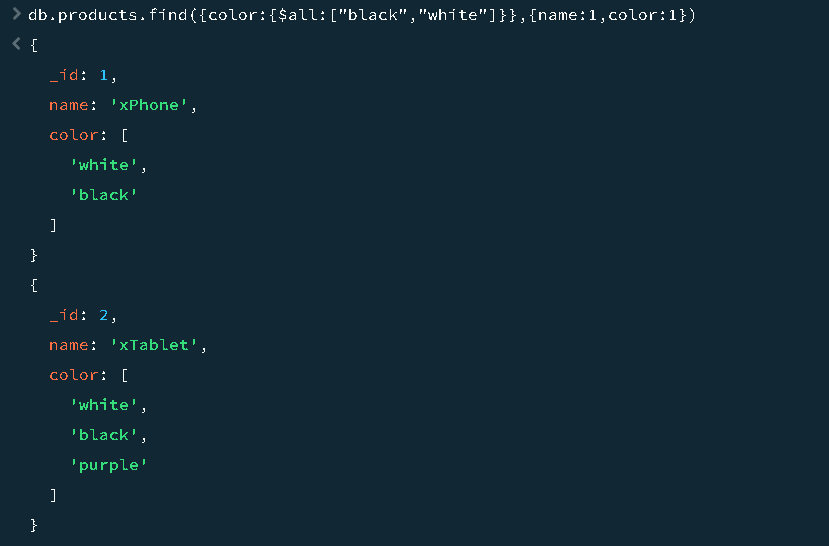 > db.products.find({color:{$all:["black","white"]}},{name:1,color:1})
< {
_id: 1,
name: 'xPhone',
color: [
'white',
'black'
]
}
{
_id: 2,
name: 'xTablet',
color: [
'white',
'black',
'purple'
]
}